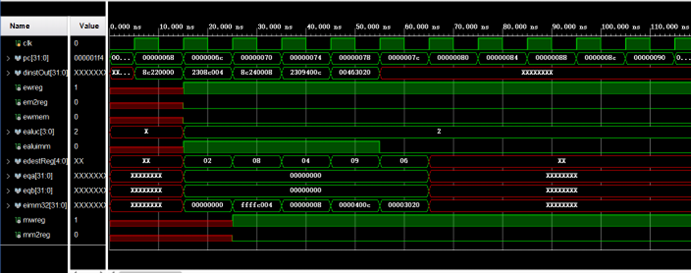 Name Value
0.000 ns 10.000 ns 20.000 ns 30.000 ns 40.000 ns 50.000 ns 60.000 ns 70.000 ns 80.000 ns 90.000 ns 100.000 ns 110.000
clk 0
pc[31:0] 000001f4 00... 00000068 0000006c 00000070 00000074 00000078 0000007c 00000080 00000084 00000088 0000008c 00000090 0...
dinstOut[31:0] XXXXXXXX XX... 8c220000 2308c004 8c240008 2309400c 00463020 XXXXXXXX
ewreg 1
em2reg 0
ewmem 0
ealuc[3:0] 2 X 2
ealuimm 0
edestReg[4:0] XX XX 02 08 04 09 06 XX
eqa[31:0] XXXXXXXX XXXXXXXX 00000000 XXXXXXXX
eqb[31:0] XXXXXXXX XXXXXXXX 00000000 XXXXXXXX
eimm32[31:0] XXXXXXXX XXXXXXXX 00000000 ffffc004 00000008 0000400c 00003020 XXXXXXXX
mwreg 1
mm2reg 0